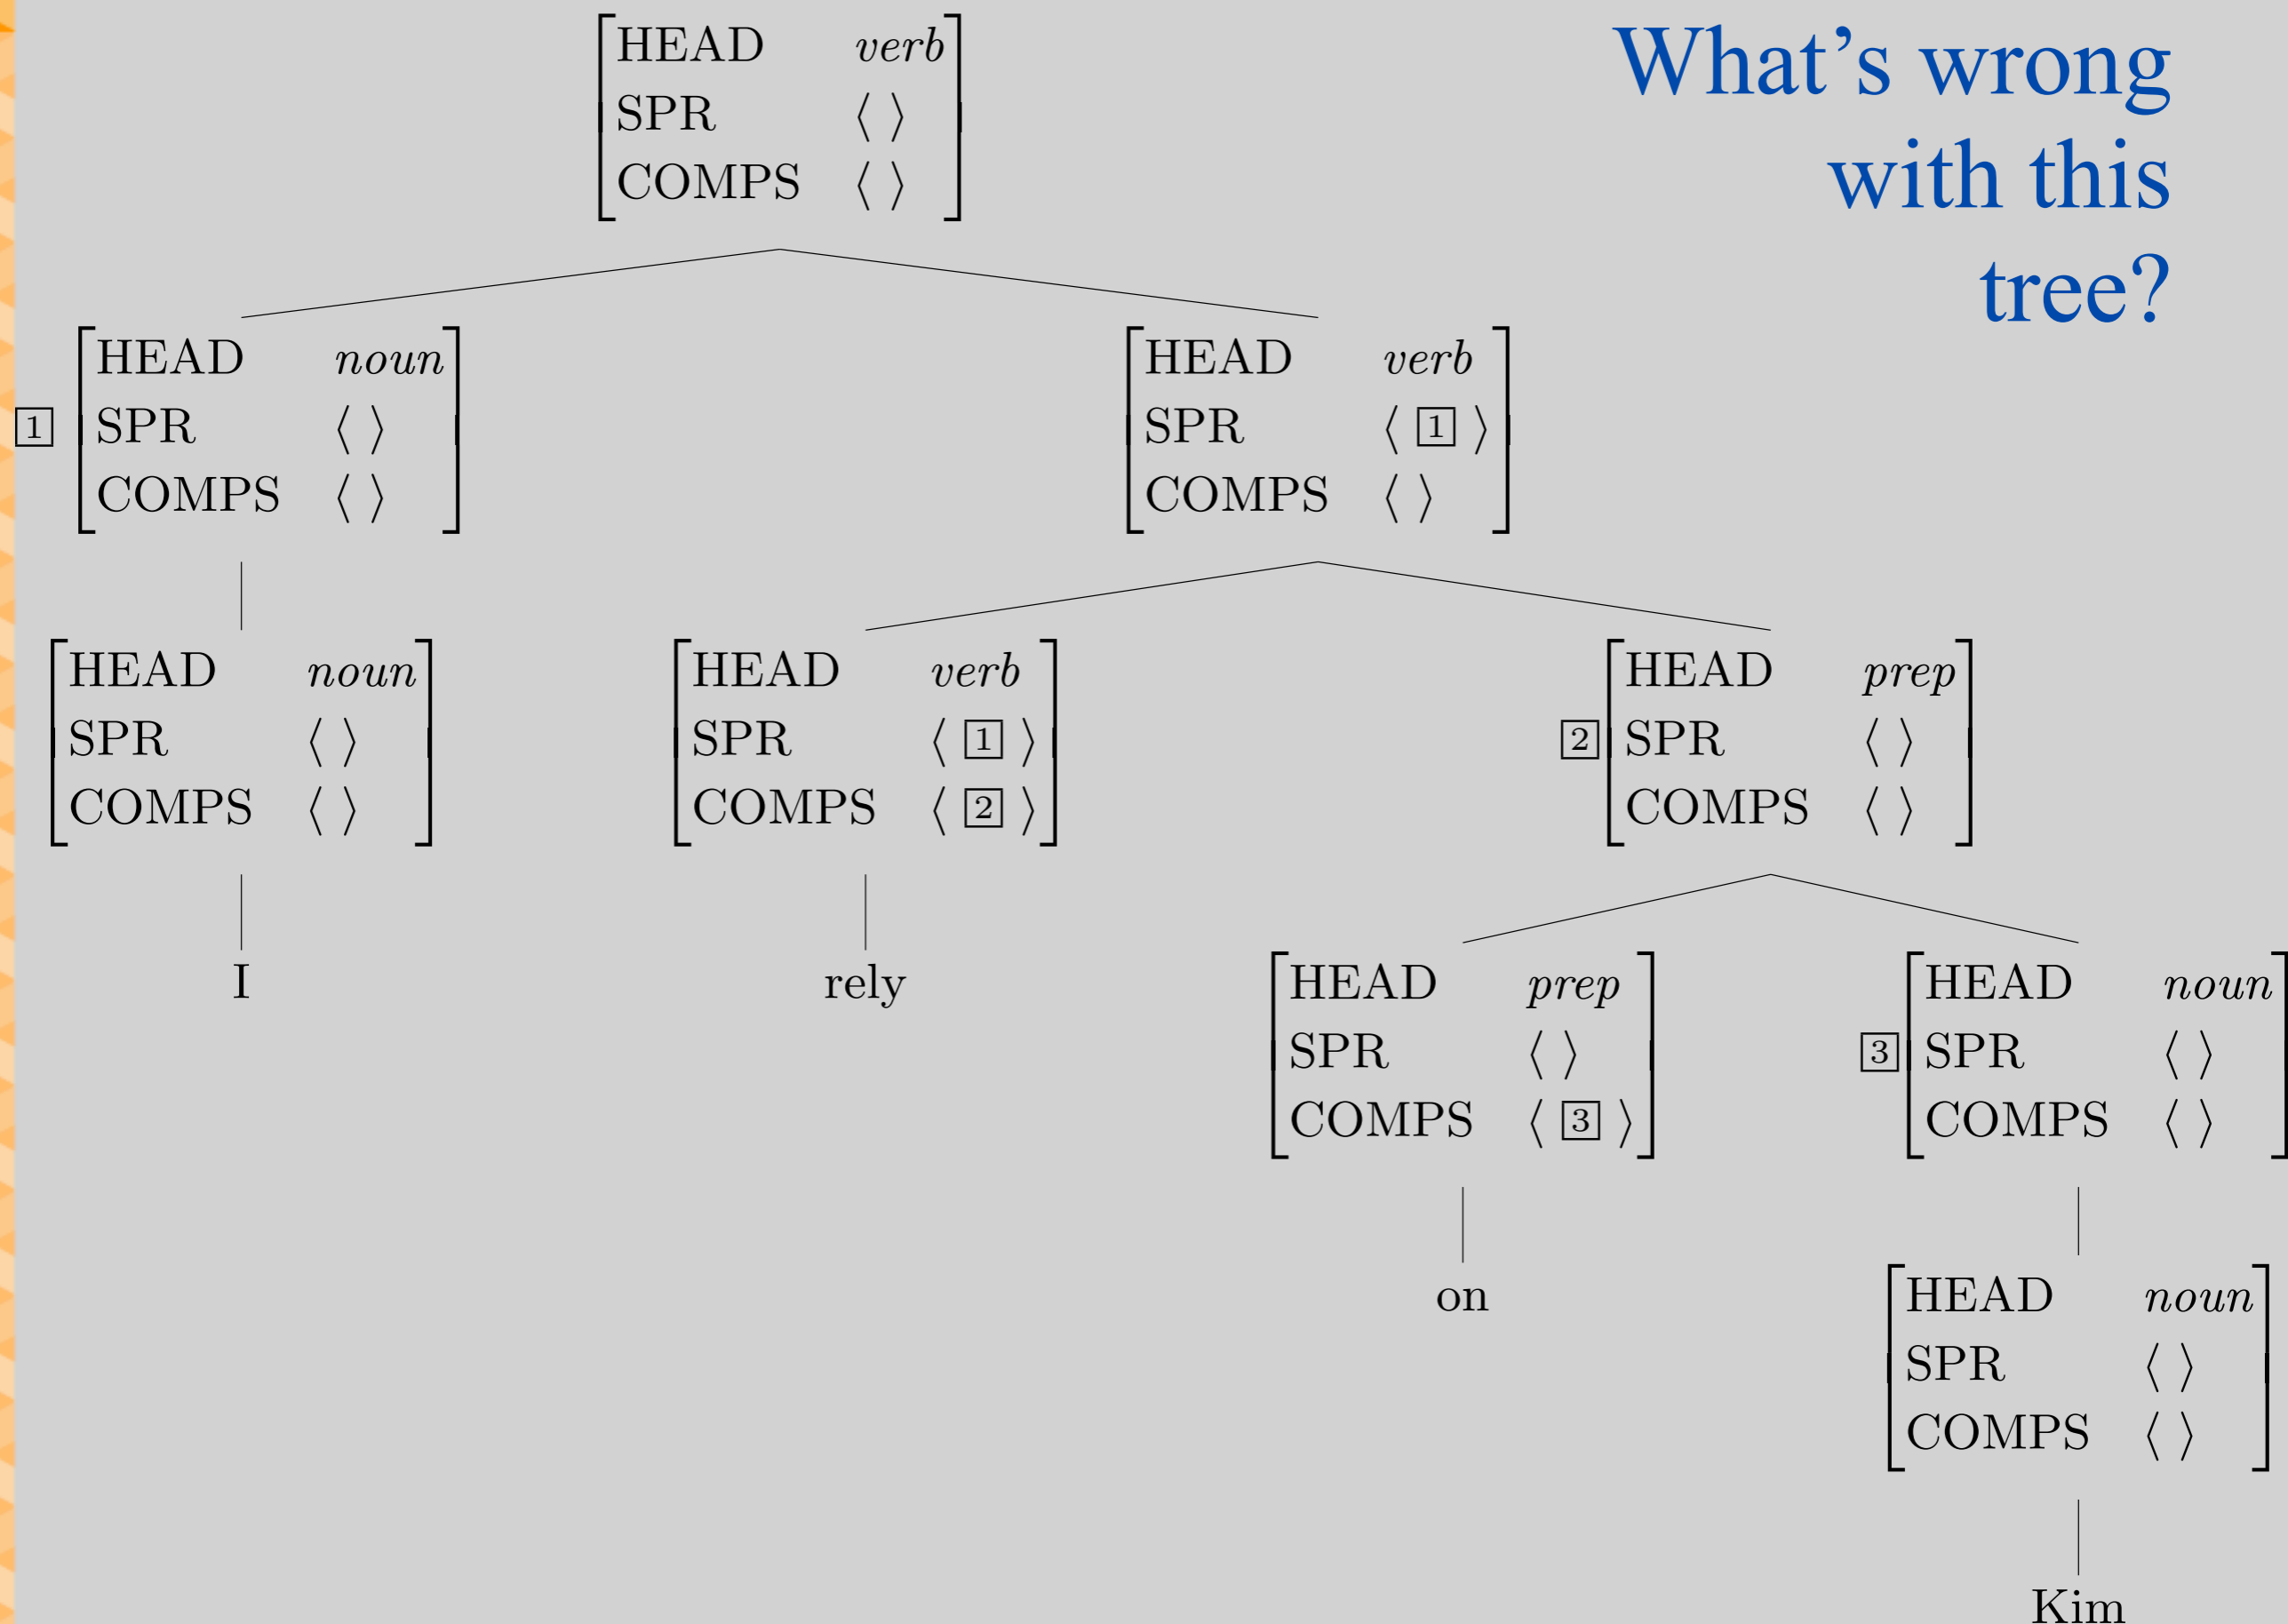 What's wrong
with this
tree?
HEAD verb
SPR ⟨ ⟩
COMPS ⟨ ⟩
1
HEAD noun
SPR ⟨ ⟩
COMPS ⟨ ⟩
HEAD verb
SPR ⟨ 1 ⟩
COMPS ⟨ ⟩
HEAD noun
SPR ⟨ ⟩
COMPS ⟨ ⟩
I
HEAD verb
SPR ⟨ 1 ⟩
COMPS ⟨ 2 ⟩
rely
2
HEAD prep
SPR ⟨ ⟩
COMPS ⟨ ⟩
HEAD prep
SPR ⟨ ⟩
COMPS ⟨ 3 ⟩
on
3
HEAD noun
SPR ⟨ ⟩
COMPS ⟨ ⟩
HEAD noun
SPR ⟨ ⟩
COMPS ⟨ ⟩
Kim